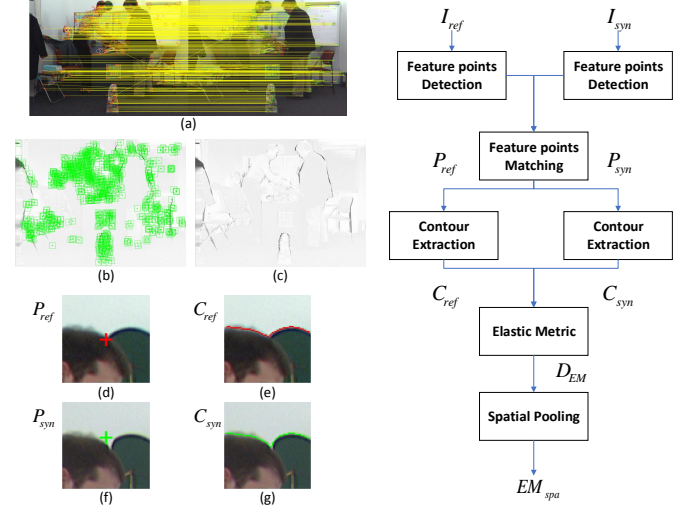 (a)
(b)
(c)
P_ref
C_ref
(d)
(e)
P_syn
C_syn
(f)
(g)
I_ref
I_syn
Feature points
Detection
Feature points
Detection
Feature points
Matching
P_ref
P_syn
Contour
Extraction
Contour
Extraction
C_ref
C_syn
Elastic Metric
D_EM
Spatial Pooling
EM_spa